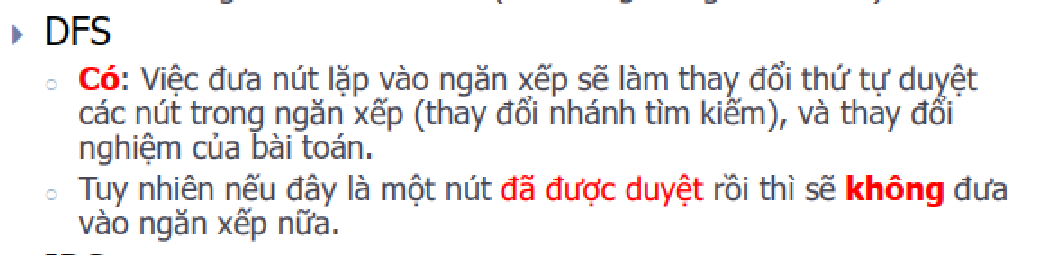 DFS
Có: Việc đưa nút lặp vào ngăn xếp sẽ làm thay đổi thứ tự duyệt
các nút trong ngăn xếp (thay đổi nhánh tìm kiếm), và thay đổi
nghiệm của bài toán.
Tuy nhiên nếu đây là một nút đã được duyệt rồi thì sẽ không đưa
vào ngăn xếp nữa.